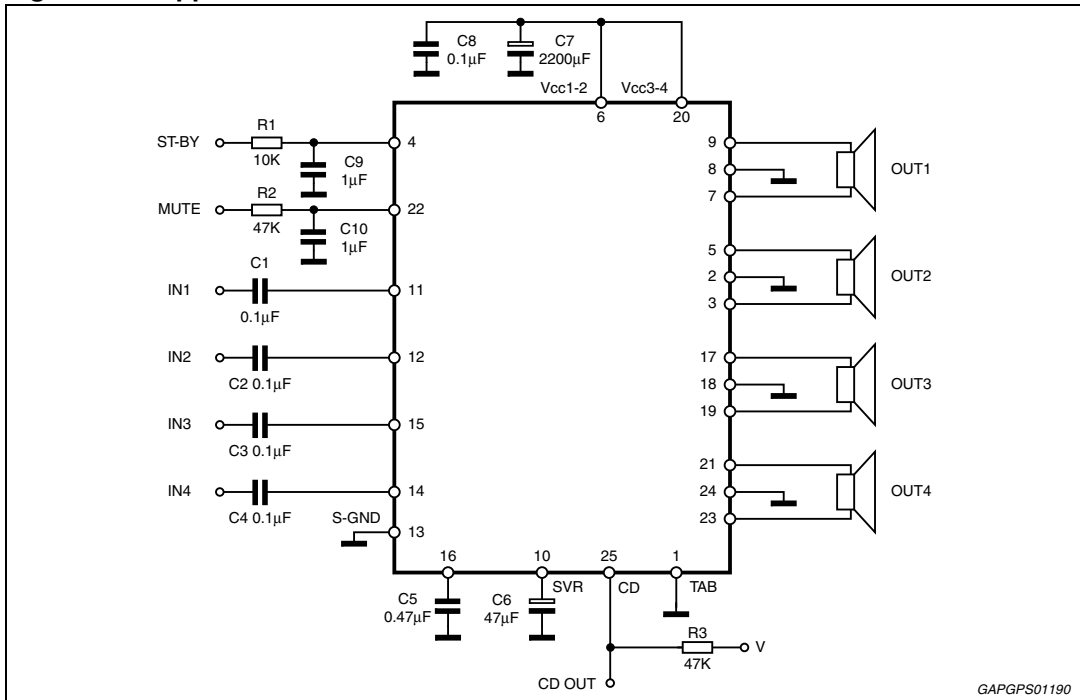 C8
0.1μF
C7
2200μF
Vcc1-2
Vcc3-4
6
20
ST-BY
R1
10K
4
C9
1μF
MUTE
R2
47K
22
C10
1μF
IN1
C1
0.1μF
11
IN2
C2 0.1μF
12
IN3
C3 0.1μF
15
IN4
C4 0.1μF
14
S-GND
13
9
8
7
OUT1
5
2
3
OUT2
17
18
19
OUT3
21
24
23
OUT4
16
10
25
1
SVR
CD
TAB
C5
0.47μF
C6
47μF
R3
47K
V
CD OUT
GAPGPS01190